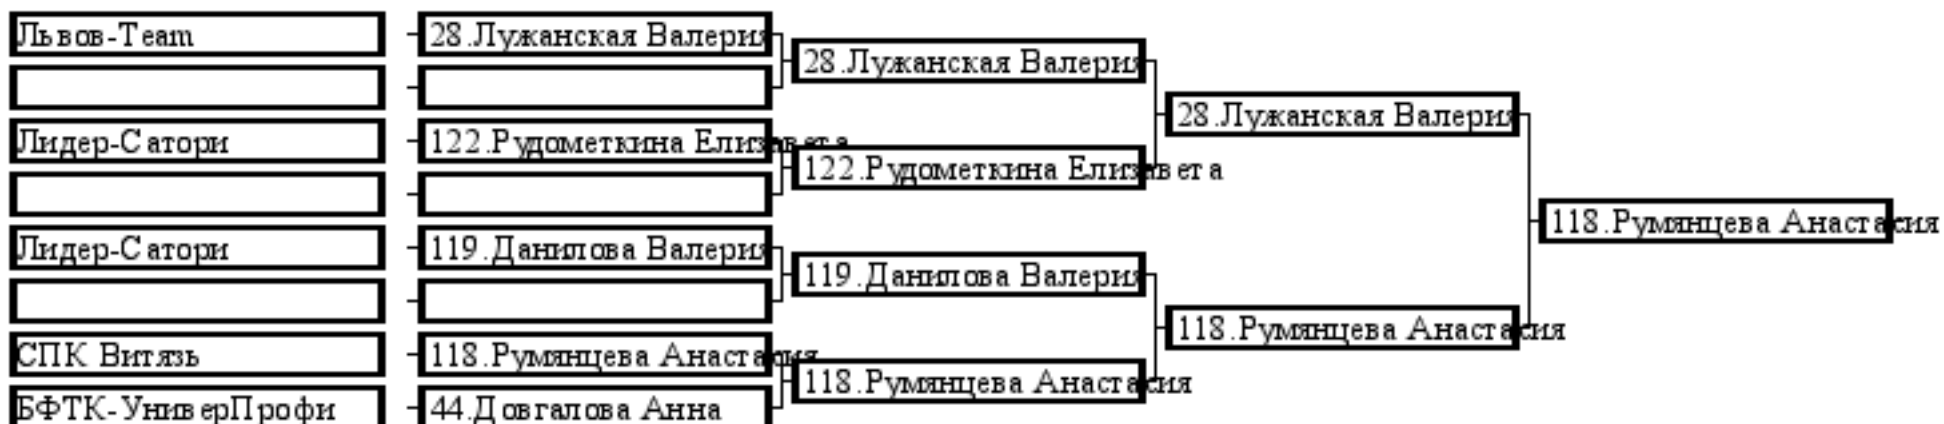 Львов-Team
28.Лужанская Валерия
28.Лужанская Валерия
28.Лужанская Валерия
Лидер-Сатори
122.Рудометкина Елизавета
122.Рудометкина Елизавета
118.Румянцева Анастасия
Лидер-Сатори
119.Данилова Валерия
119.Данилова Валерия
118.Румянцева Анастасия
СПК Витязь
118.Румянцева Анастасия
118.Румянцева Анастасия
БФТК-УниверПрофи
44.Довгалова Анна